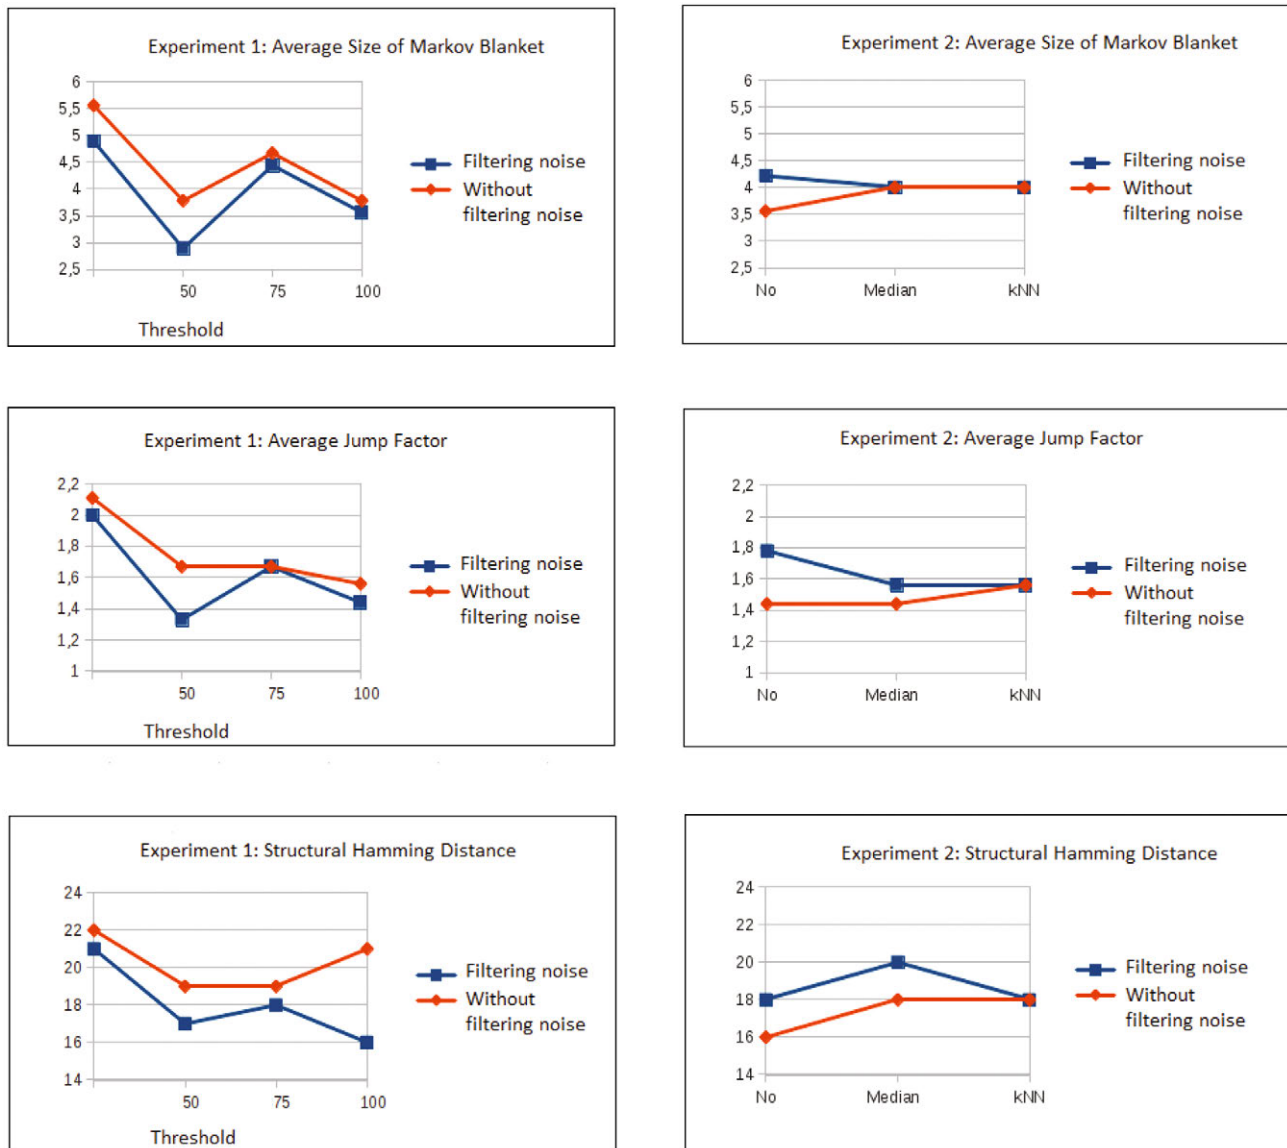 Experiment 1: Average Size of Markov Blanket
6
5,5
5
4,5
4
3,5
3
2,5
50 75 100
Threshold
Filtering noise
Without
filtering noise
Experiment 2: Average Size of Markov Blanket
6
5,5
5
4,5
4
3,5
3
2,5
No Median kNN
Filtering noise
Without
filtering noise
Experiment 1: Average Jump Factor
2,2
2
1,8
1,6
1,4
1,2
1
50 75 100
Threshold
Filtering noise
Without
filtering noise
Experiment 2: Average Jump Factor
2,2
2
1,8
1,6
1,4
1,2
1
No Median kNN
Filtering noise
Without
filtering noise
Experiment 1: Structural Hamming Distance
24
22
20
18
16
14
50 75 100
Threshold
Filtering noise
Without
filtering noise
Experiment 2: Structural Hamming Distance
24
22
20
18
16
14
No Median kNN
Filtering noise
Without
filtering noise